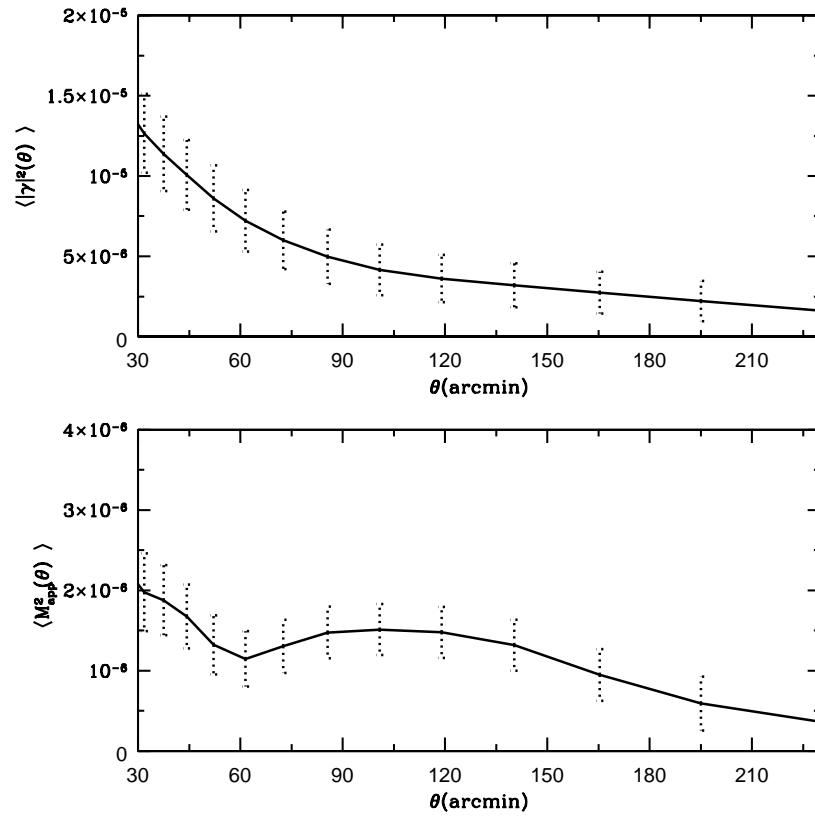 2×10⁻⁵
1.5×10⁻⁵
10⁻⁵
5×10⁻⁶
0
⟨|γ|²(θ) ⟩
30 60 90 120 150 180 210
θ(arcmin)
4×10⁻⁶
3×10⁻⁶
2×10⁻⁶
10⁻⁶
0
⟨M²app(θ) ⟩
30 60 90 120 150 180 210
θ(arcmin)